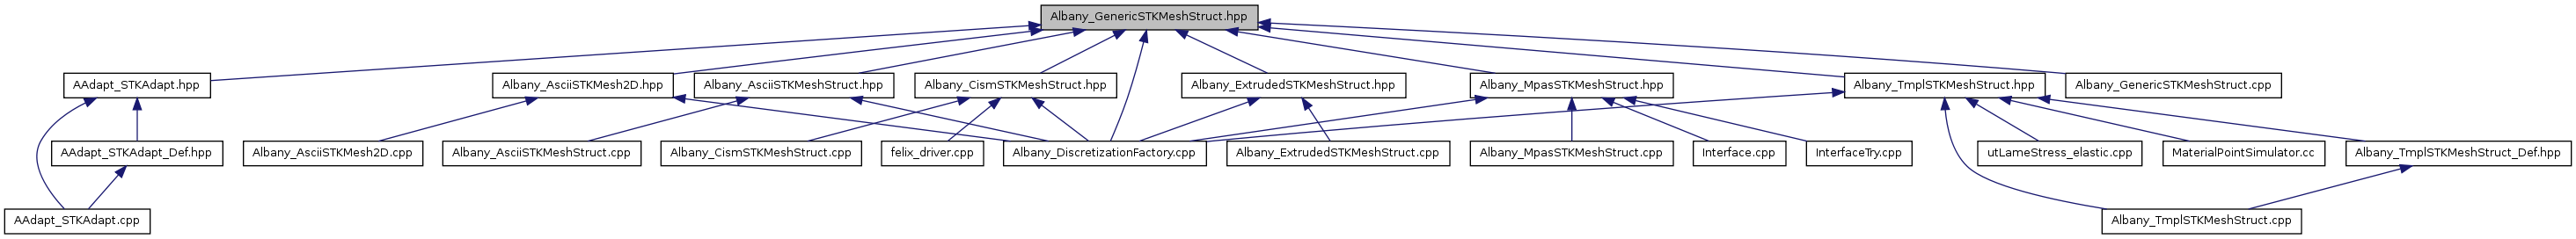 Albany_GenericSTKMeshStruct.hpp
AAdapt_STKAdapt.hpp
Albany_AsciiSTKMesh2D.hpp
Albany_AsciiSTKMeshStruct.hpp
Albany_CismSTKMeshStruct.hpp
Albany_ExtrudedSTKMeshStruct.hpp
Albany_MpasSTKMeshStruct.hpp
Albany_TmplSTKMeshStruct.hpp
Albany_GenericSTKMeshStruct.cpp
AAdapt_STKAdapt_Def.hpp
Albany_AsciiSTKMesh2D.cpp
Albany_AsciiSTKMeshStruct.cpp
Albany_CismSTKMeshStruct.cpp
felix_driver.cpp
Albany_DiscretizationFactory.cpp
Albany_ExtrudedSTKMeshStruct.cpp
Albany_MpasSTKMeshStruct.cpp
Interface.cpp
InterfaceTry.cpp
utLameStress_elastic.cpp
MaterialPointSimulator.cc
Albany_TmplSTKMeshStruct_Def.hpp
AAdapt_STKAdapt.cpp
Albany_TmplSTKMeshStruct.cpp